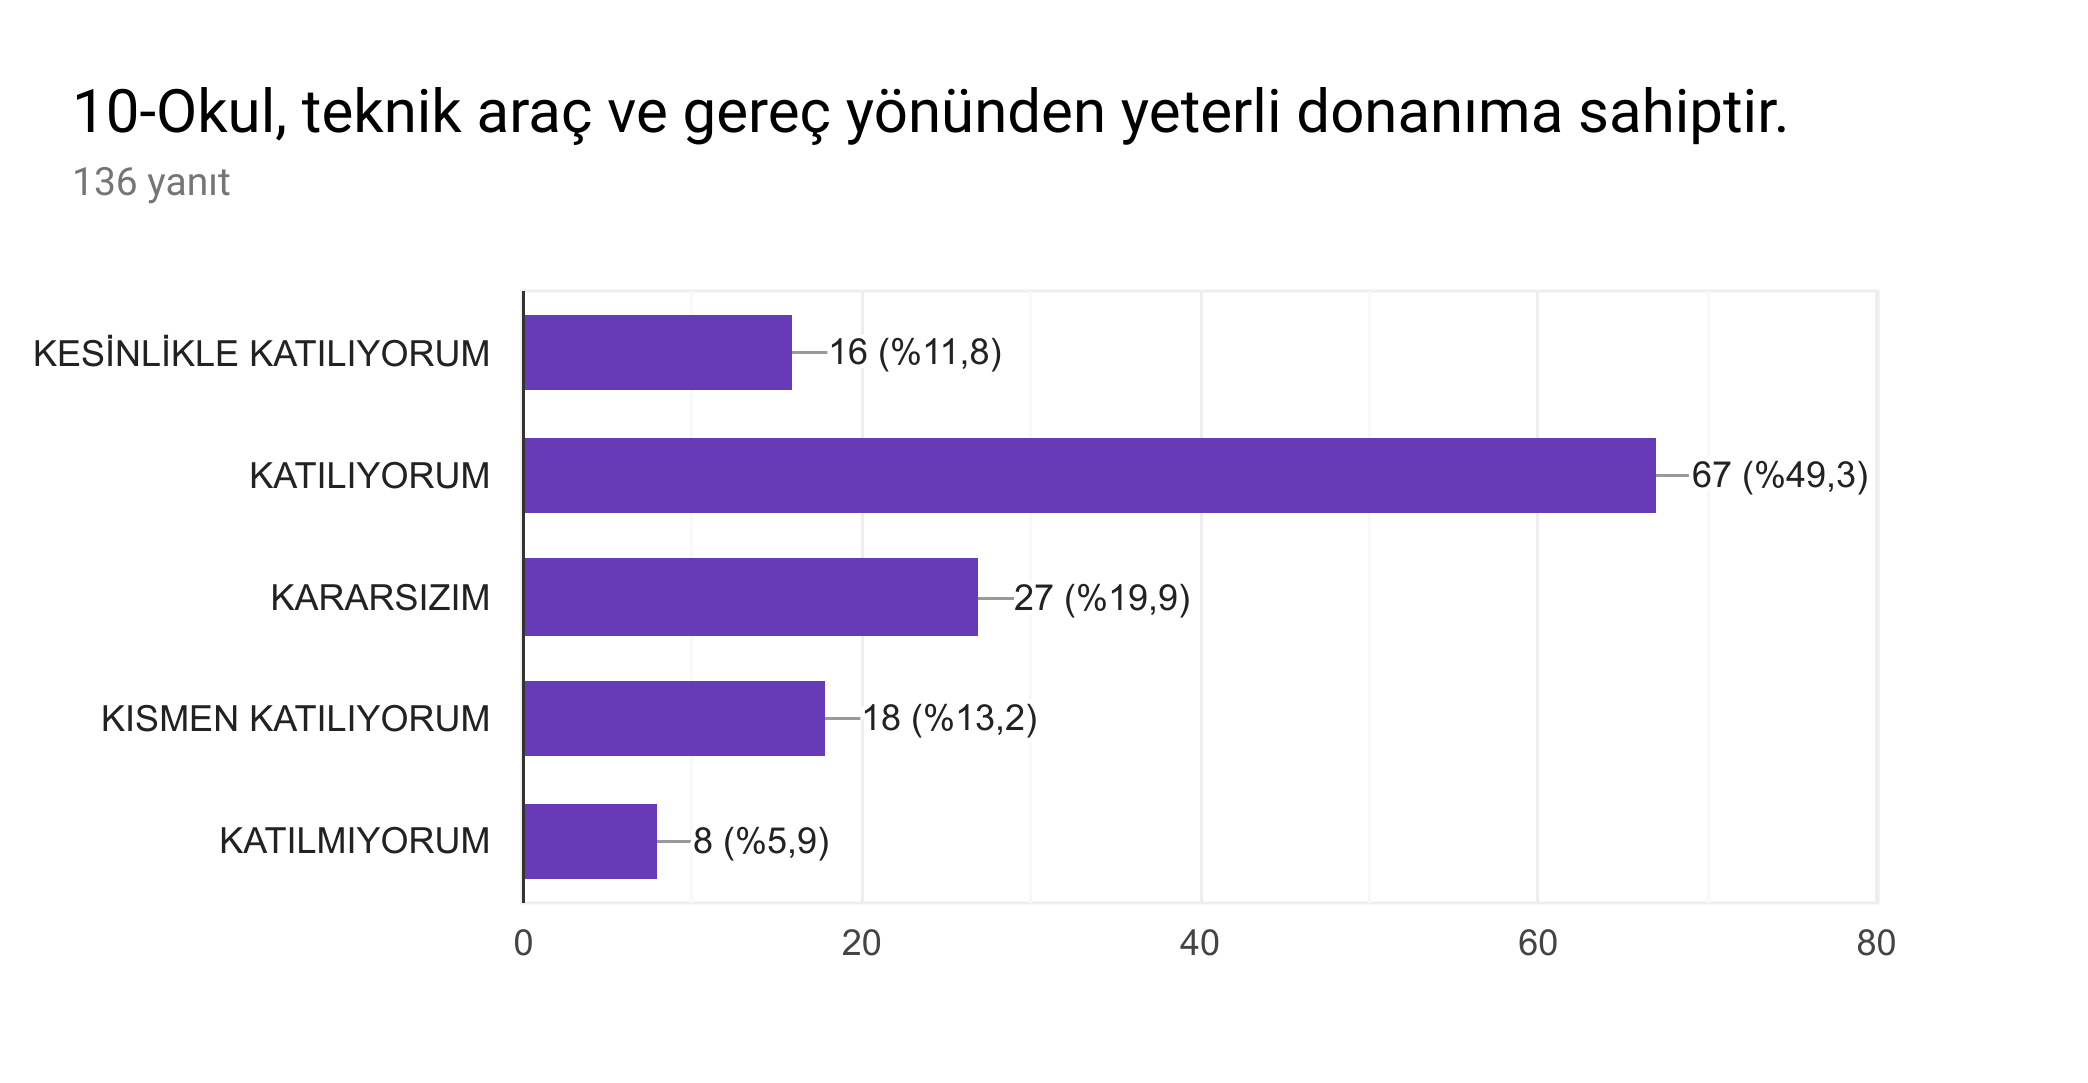 10-Okul, teknik araç ve gereç yönünden yeterli donanıma sahiptir.
136 yanıt
KESİNLİKLE KATILIYORUM 16 (%11,8)
KATILIYORUM 67 (%49,3)
KARARSIZIM 27 (%19,9)
KISMEN KATILIYORUM 18 (%13,2)
KATILMIYORUM 8 (%5,9)
0 20 40 60 80